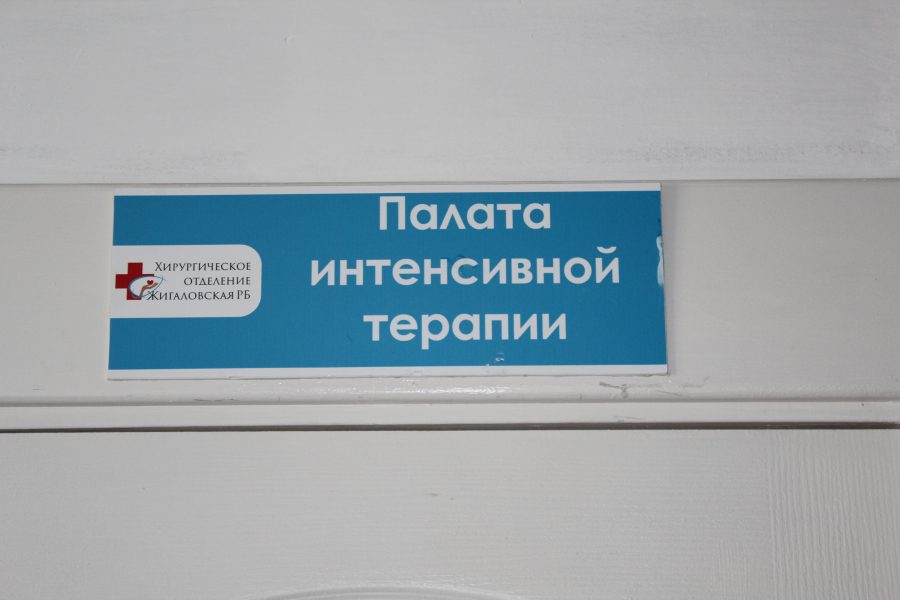 Палата
интенсивной
терапии
Хирургическое
отделение
Жигаловская РБ